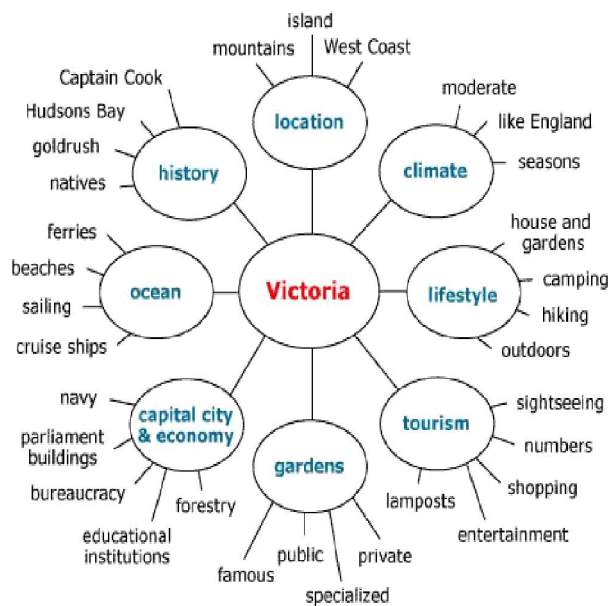 island
mountains
West Coast
location
Captain Cook
Hudsons Bay
goldrush
natives
history
moderate
like England
seasons
climate
ferries
beaches
sailing
cruise ships
ocean
Victoria
house and
gardens
camping
hiking
outdoors
lifestyle
navy
parliament
buildings
bureaucracy
educational
institutions
forestry
capital city
& economy
gardens
famous
public
specialized
private
tourism
sightseeing
numbers
shopping
entertainment
lamposts